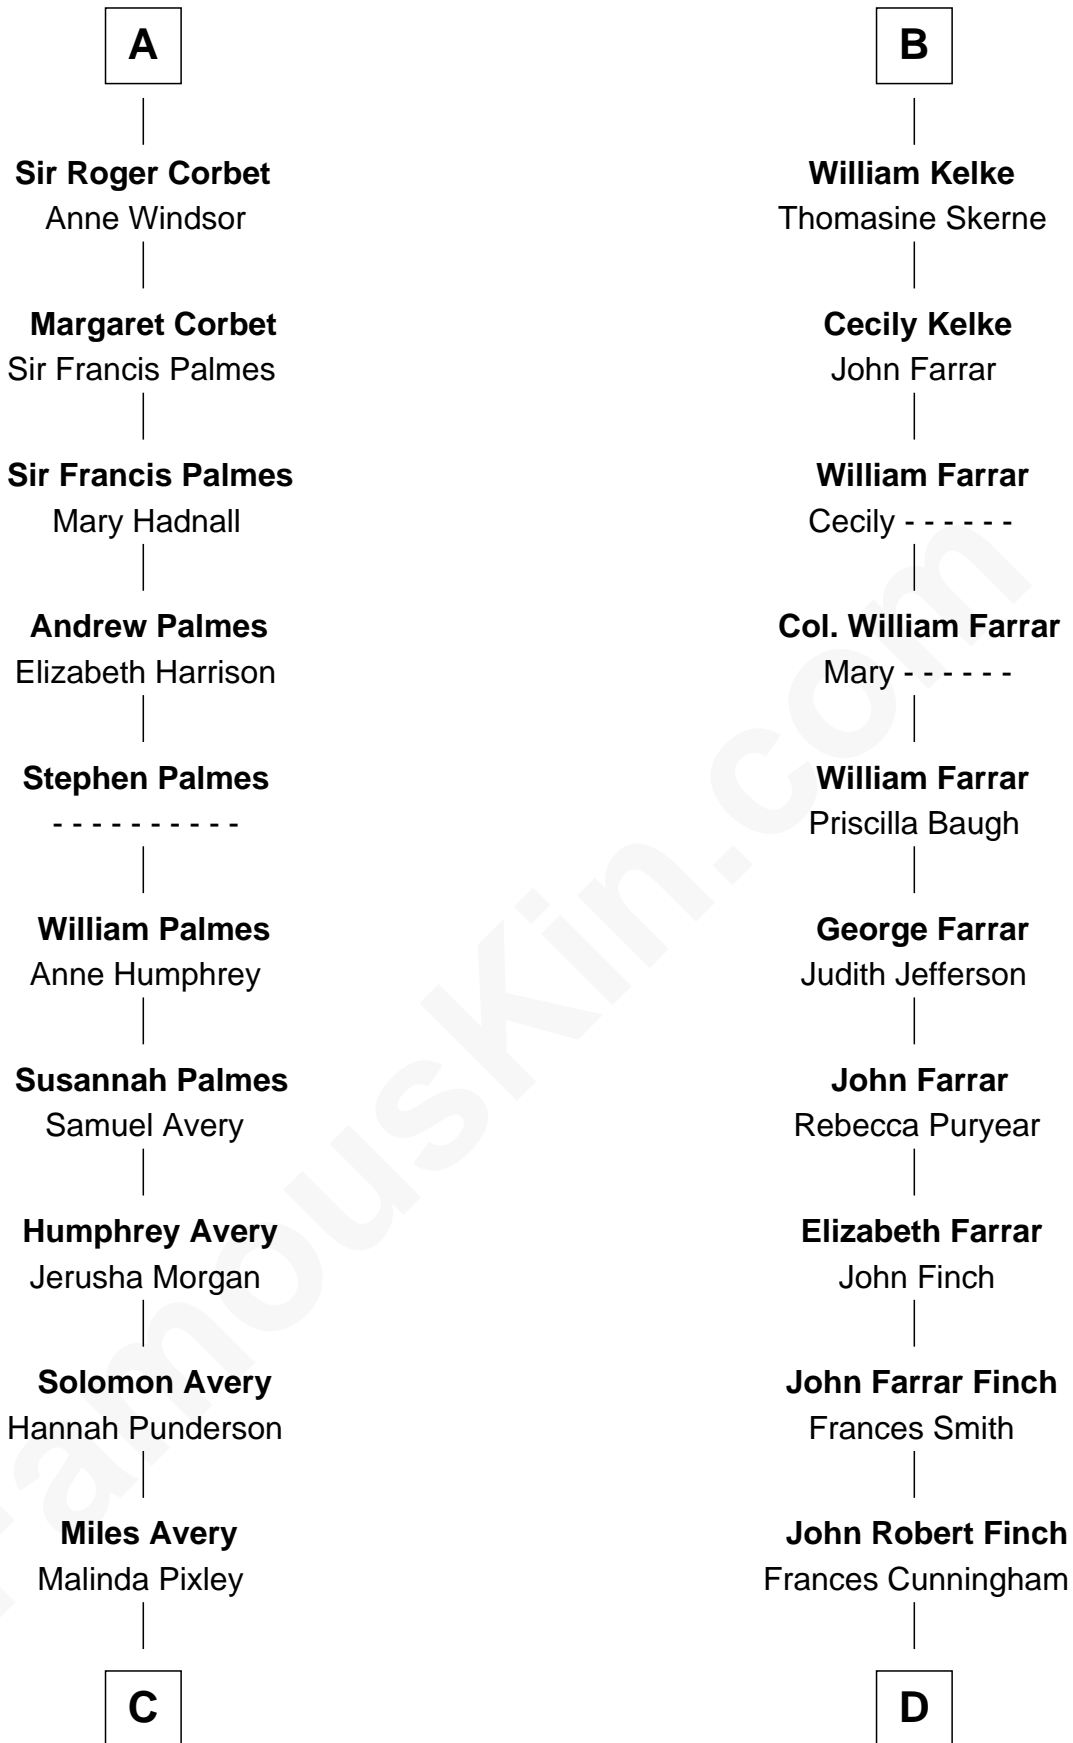 A
Sir Roger Corbet
Anne Windsor
Margaret Corbet
Sir Francis Palmes
Sir Francis Palmes
Mary Hadnall
Andrew Palmes
Elizabeth Harrison
Stephen Palmes
- - - - - - - - - -
William Palmes
Anne Humphrey
Susannah Palmes
Samuel Avery
Humphrey Avery
Jerusha Morgan
Solomon Avery
Hannah Punderson
Miles Avery
Malinda Pixley
C
B
William Kelke
Thomasine Skerne
Cecily Kelke
John Farrar
William Farrar
Cecily - - - - - -
Col. William Farrar
Mary - - - - - -
William Farrar
Priscilla Baugh
George Farrar
Judith Jefferson
John Farrar
Rebecca Puryear
Elizabeth Farrar
John Finch
John Farrar Finch
Frances Smith
John Robert Finch
Frances Cunningham
D
FamousKin.com